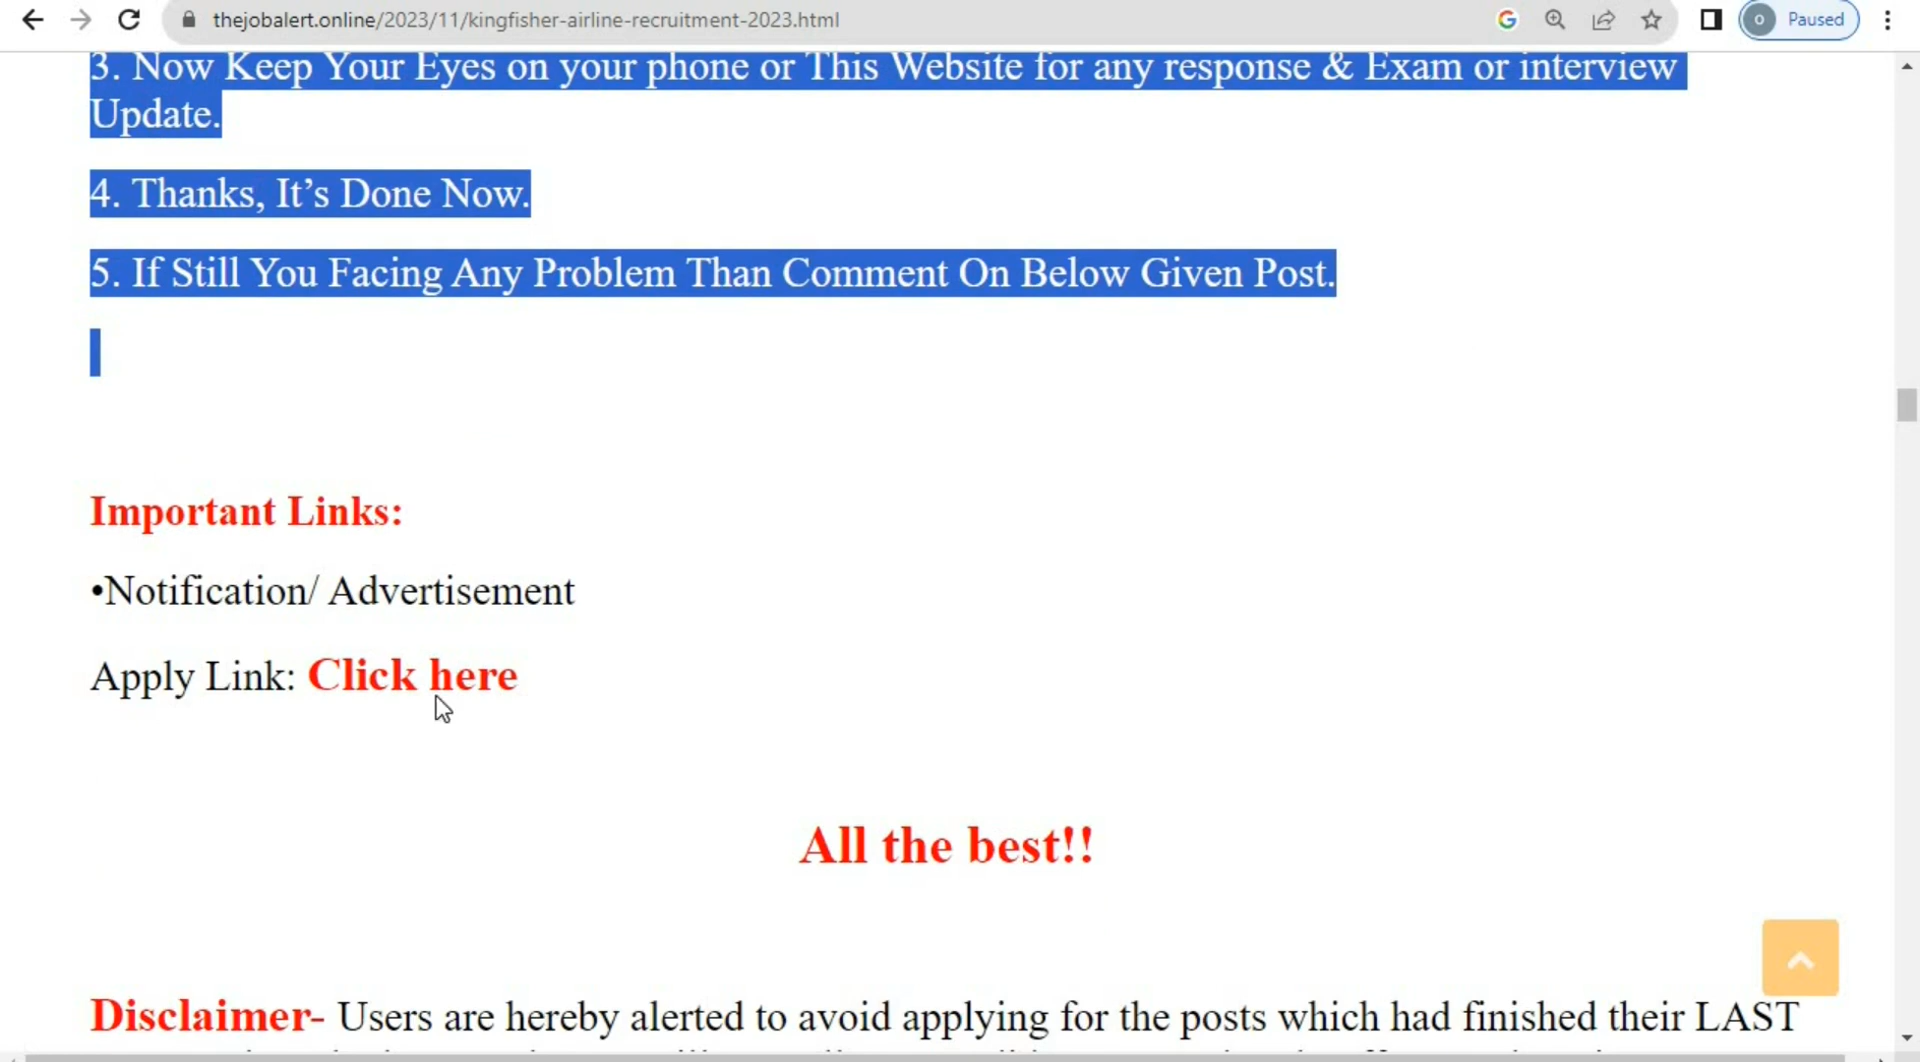 thejobalert.online/2023/11/kingfisher-airline-recruitment-2023.html
G
o
Paused
3. Now Keep Your Eyes on your phone or This Website for any response & Exam or interview
Update.
4. Thanks, It’s Done Now.
5. If Still You Facing Any Problem Than Comment On Below Given Post.
Important Links:
•Notification/ Advertisement
Apply Link: Click here
All the best!!
Disclaimer- Users are hereby alerted to avoid applying for the posts which had finished their LAST